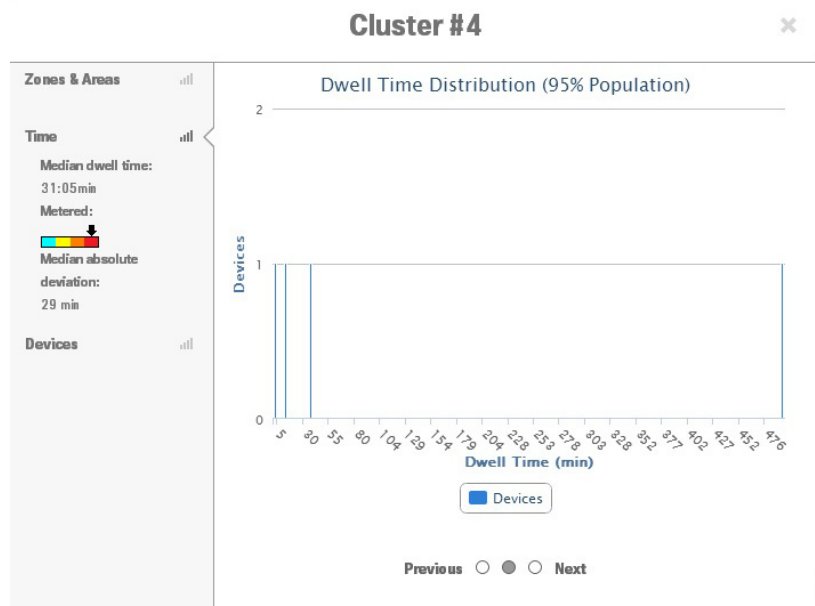 Cluster #4
×
Zones & Areas
Time
Median dwell time:
31:05min
Metered:
Median absolute
deviation:
29 min
Devices
Dwell Time Distribution (95% Population)
Devices
2
1
0
5 30 55 80 104 129 154 179 204 228 253 278 303 328 352 377 402 427 452 476
Dwell Time (min)
Devices
Previous Next